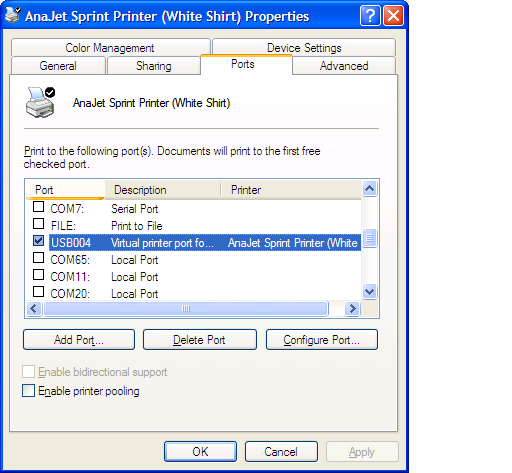 AnaJet Sprint Printer (White Shirt) Properties
Color Management Device Settings
General Sharing Ports Advanced
AnaJet Sprint Printer (White Shirt)
Print to the following port(s). Documents will print to the first free
checked port.
Port Description Printer
COM7: Serial Port
FILE: Print to File
USB004 Virtual printer port fo... AnaJet Sprint Printer (White
COM65: Local Port
COM11: Local Port
COM20: Local Port
Add Port... Delete Port Configure Port...
Enable bidirectional support
Enable printer pooling
OK Cancel Apply